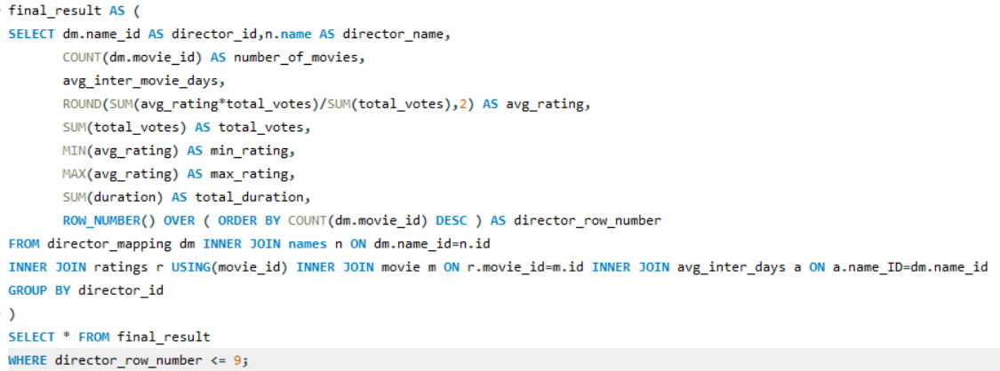 final_result AS (
SELECT dm.name_id AS director_id,n.name AS director_name,
COUNT(dm.movie_id) AS number_of_movies,
avg_inter_movie_days,
ROUND(SUM(avg_rating*total_votes)/SUM(total_votes),2) AS avg_rating,
SUM(total_votes) AS total_votes,
MIN(avg_rating) AS min_rating,
MAX(avg_rating) AS max_rating,
SUM(duration) AS total_duration,
ROW_NUMBER() OVER ( ORDER BY COUNT(dm.movie_id) DESC ) AS director_row_number
FROM director_mapping dm INNER JOIN names n ON dm.name_id=n.id
INNER JOIN ratings r USING(movie_id) INNER JOIN movie m ON r.movie_id=m.id INNER JOIN avg_inter_days a ON a.name_ID=dm.name_id
GROUP BY director_id
)
SELECT * FROM final_result
WHERE director_row_number <= 9;